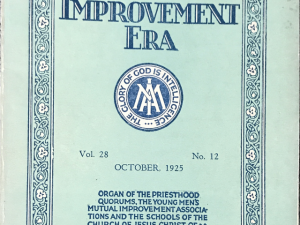 IMPROVEMENT
ERA
THE GLORY OF GOD IS INTELLIGENCE
Vol. 28 No. 12
OCTOBER, 1925
ORGAN OF THE PRIESTHOOD
QUORUMS, THE YOUNG MEN'S
MUTUAL IMPROVEMENT ASSOCIA-
TIONS AND THE SCHOOLS OF THE
CHURCH OF JESUS CHRIST OF